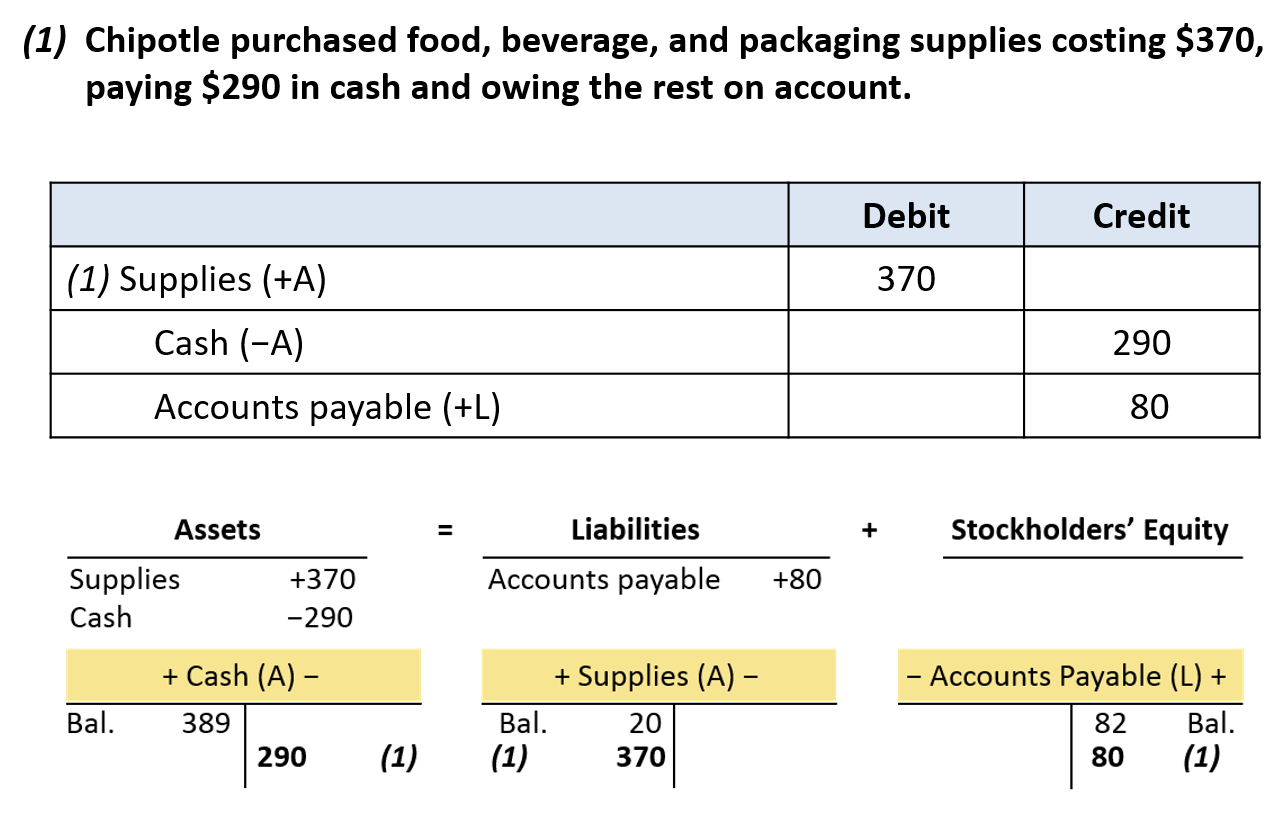 (1) Chipotle purchased food, beverage, and packaging supplies costing $370,
paying $290 in cash and owing the rest on account.
Debit Credit
(1) Supplies (+A) 370
Cash (−A) 290
Accounts payable (+L) 80
Assets = Liabilities + Stockholders’ Equity
Supplies +370 Accounts payable +80
Cash −290
+ Cash (A) − + Supplies (A) − − Accounts Payable (L) +
Bal. 389 Bal. 20 82 Bal.
290 (1) (1) 370 80 (1)